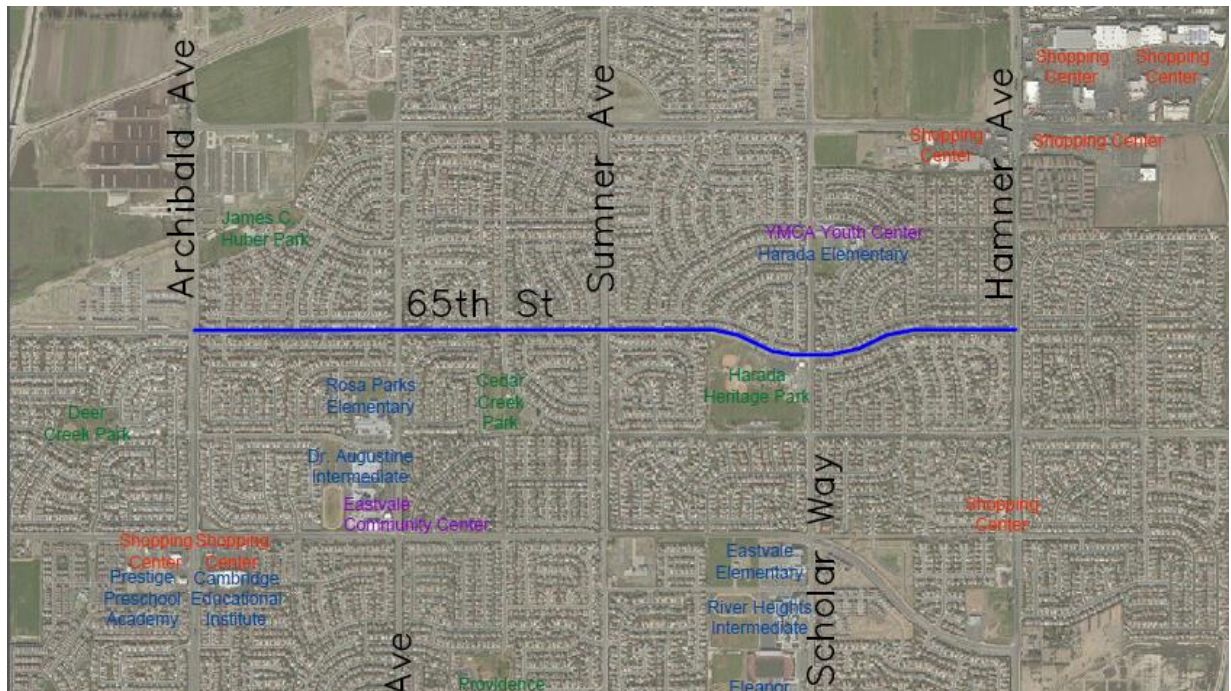 Archibald Ave
Sumner Ave
Hamner Ave
Shopping
Center
Shopping
Center
Shopping
Center
Shopping Center
James C.
Huber Park
YMCA Youth Center
Harada Elementary
65th St
Rosa Parks
Elementary
Cedar
Creek
Park
Harada
Heritage Park
Deer
Creek Park
Dr. Augustine
Intermediate
Eastvale
Community Center
Shopping
Center
Scholar Way
Shopping
Center
Shopping
Center
Prestige
Preschool
Academy
Cambridge
Educational
Institute
Eastvale
Elementary
River Heights
Intermediate
Ave
Providence
Eleanor